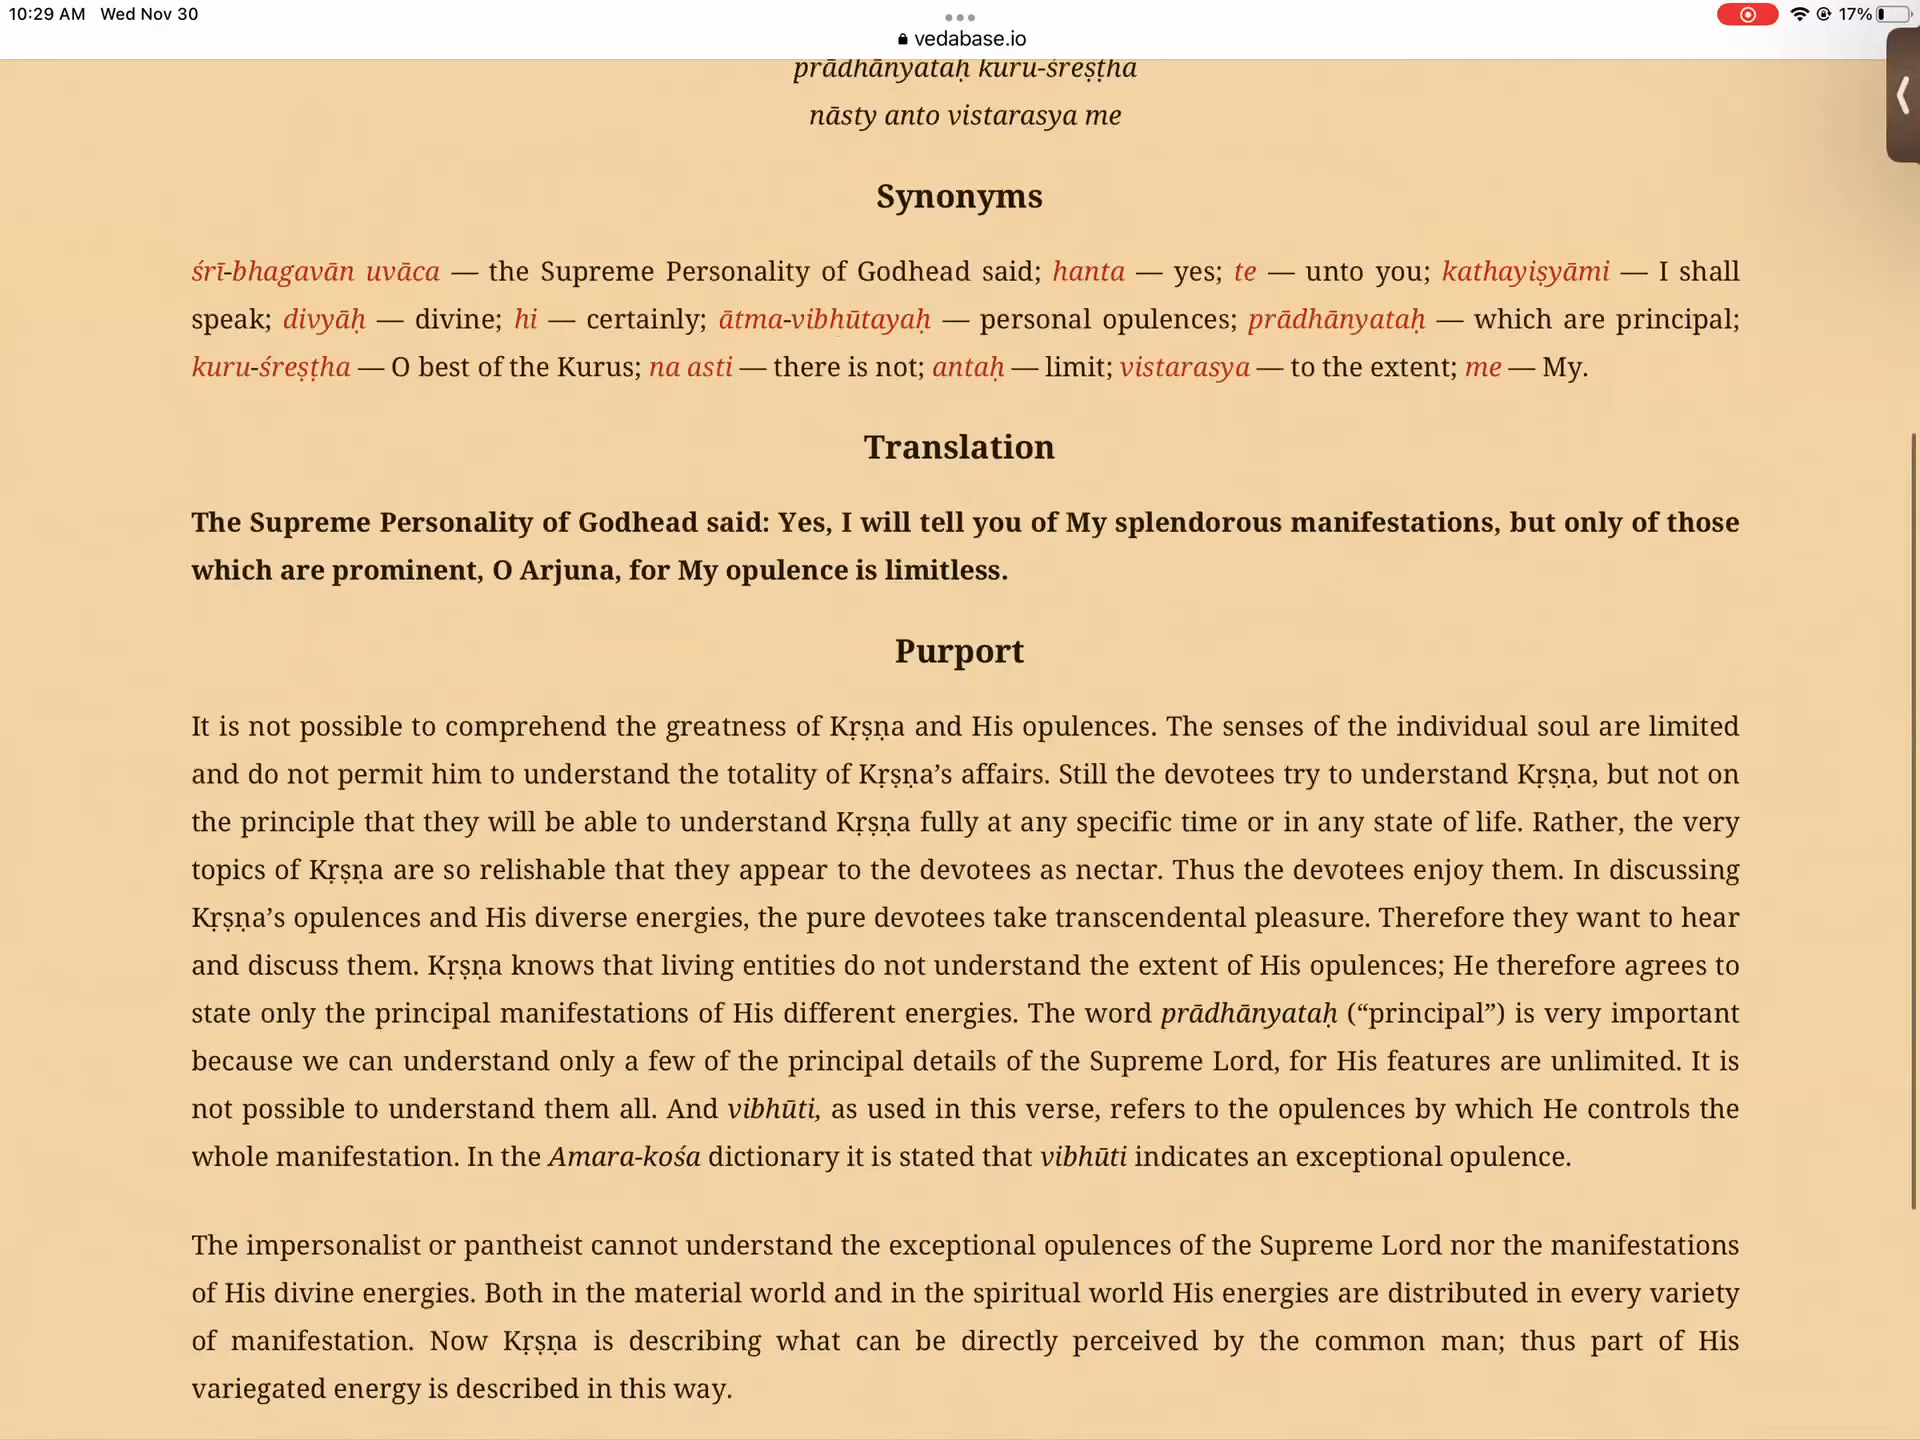 10:29 AM Wed Nov 30
17%
vedabase.io
prādhānyataḥ kuru-śreṣṭha
nāsty anto vistarasya me
Synonyms
śrī-bhagavān uvāca — the Supreme Personality of Godhead said; hanta — yes; te — unto you; kathayiṣyāmi — I shall
speak; divyāḥ — divine; hi — certainly; ātma-vibhūtayaḥ — personal opulences; prādhānyataḥ — which are principal;
kuru-śreṣṭha — O best of the Kurus; na asti — there is not; antaḥ — limit; vistarasya — to the extent; me — My.
Translation
The Supreme Personality of Godhead said: Yes, I will tell you of My splendorous manifestations, but only of those
which are prominent, O Arjuna, for My opulence is limitless.
Purport
It is not possible to comprehend the greatness of Kṛṣṇa and His opulences. The senses of the individual soul are limited
and do not permit him to understand the totality of Kṛṣṇa’s affairs. Still the devotees try to understand Kṛṣṇa, but not on
the principle that they will be able to understand Kṛṣṇa fully at any specific time or in any state of life. Rather, the very
topics of Kṛṣṇa are so relishable that they appear to the devotees as nectar. Thus the devotees enjoy them. In discussing
Kṛṣṇa’s opulences and His diverse energies, the pure devotees take transcendental pleasure. Therefore they want to hear
and discuss them. Kṛṣṇa knows that living entities do not understand the extent of His opulences; He therefore agrees to
state only the principal manifestations of His different energies. The word prādhānyataḥ (“principal”) is very important
because we can understand only a few of the principal details of the Supreme Lord, for His features are unlimited. It is
not possible to understand them all. And vibhūti, as used in this verse, refers to the opulences by which He controls the
whole manifestation. In the Amara-kośa dictionary it is stated that vibhūti indicates an exceptional opulence.
The impersonalist or pantheist cannot understand the exceptional opulences of the Supreme Lord nor the manifestations
of His divine energies. Both in the material world and in the spiritual world His energies are distributed in every variety
of manifestation. Now Kṛṣṇa is describing what can be directly perceived by the common man; thus part of His
variegated energy is described in this way.